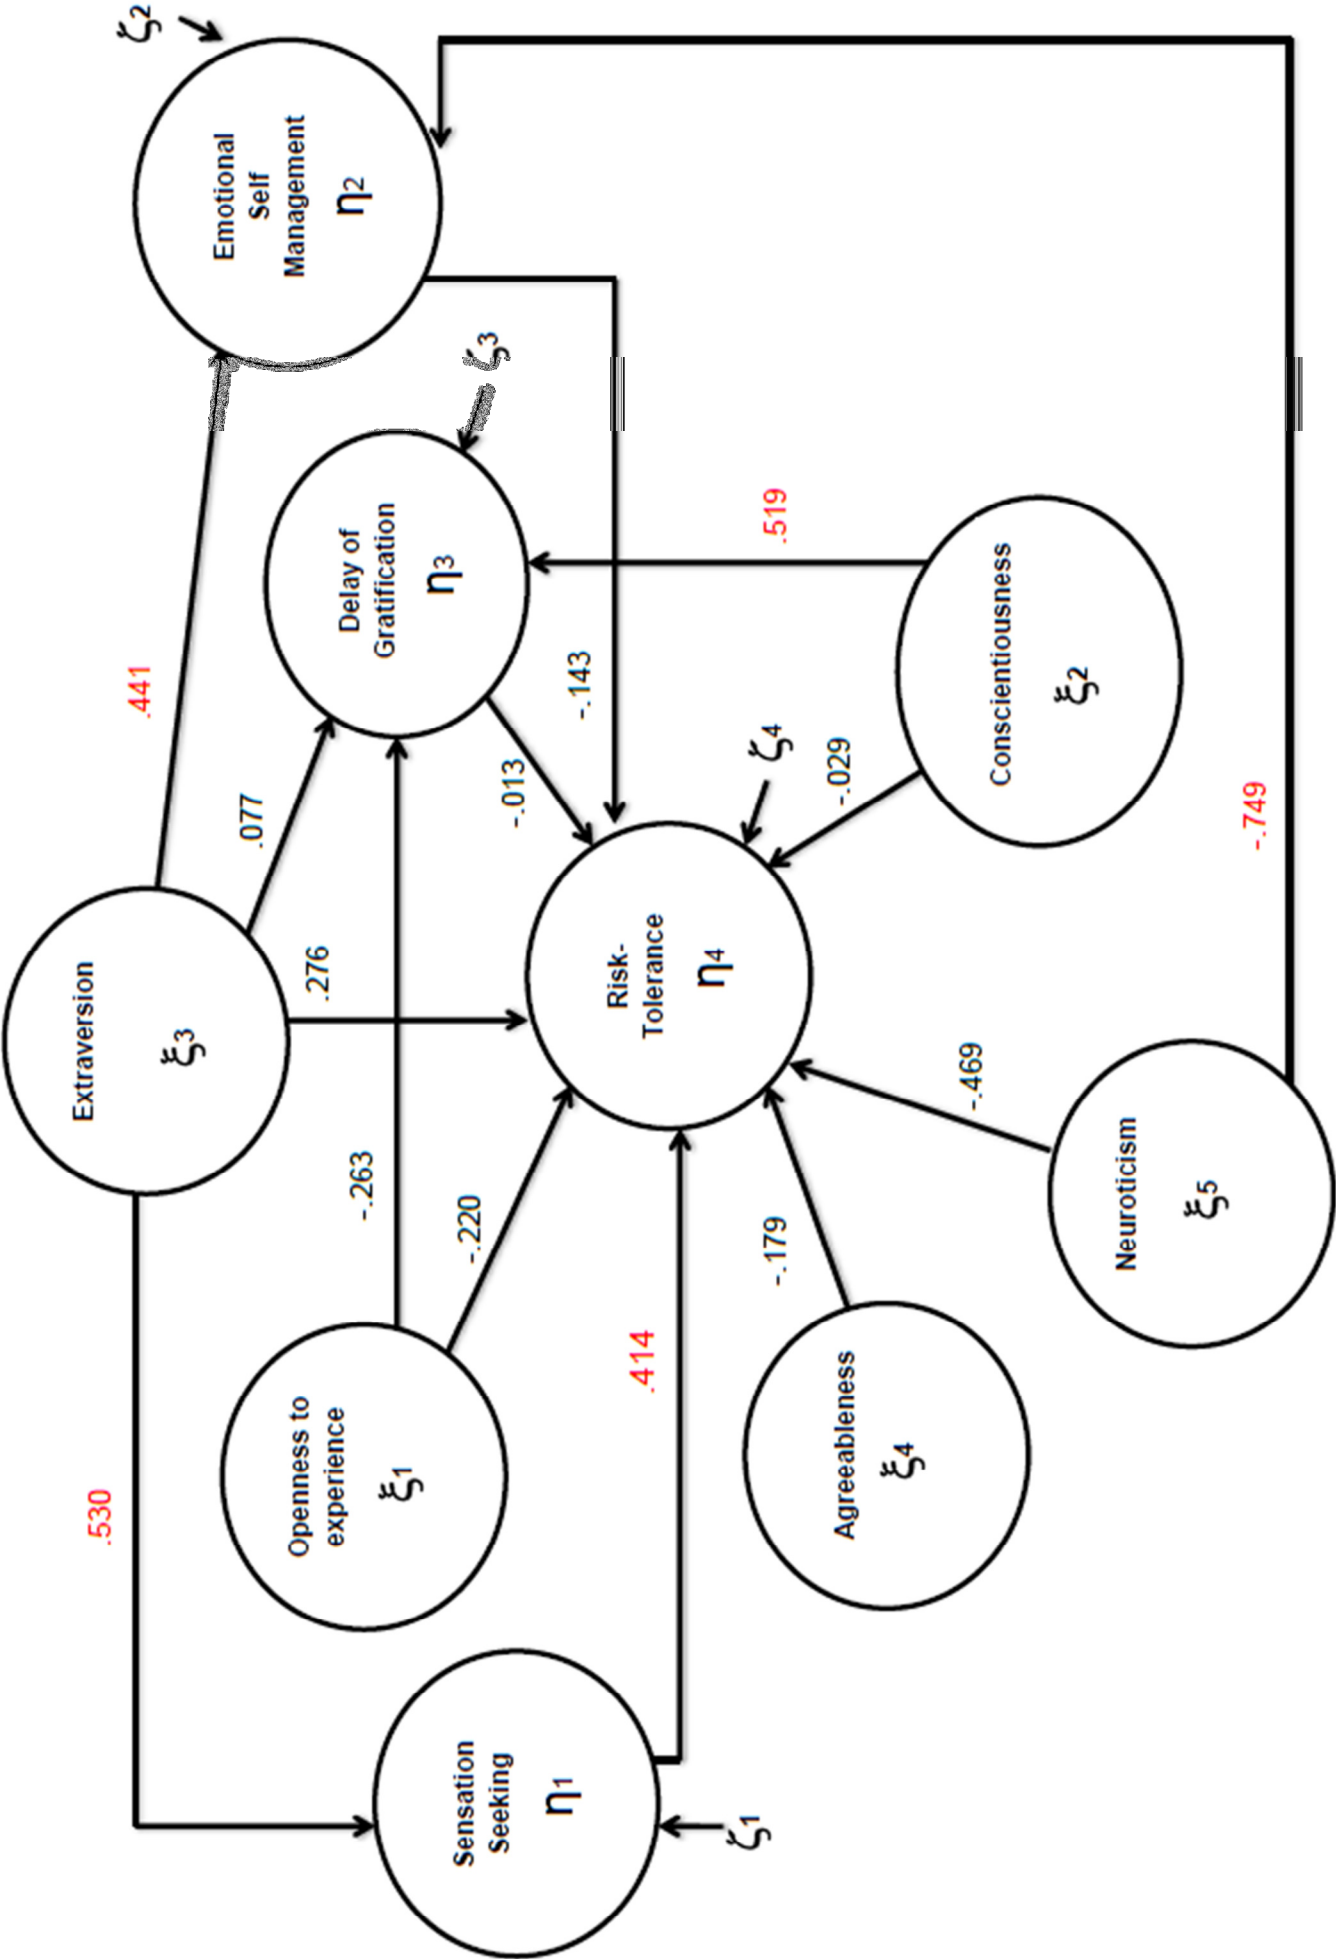 ζ2
Emotional
Self
Management
η2
.441
Extraversion
ξ3
.077
Delay of
Gratification
η3
ζ3
.276
.530
-.263
-.013
-.143
.519
Openness to
experience
ξ1
-.220
Risk-
Tolerance
η4
ζ4
-.029
Conscientiousness
ξ2
Sensation
Seeking
η1
ζ1
.414
-.179
Agreeableness
ξ4
-.469
Neuroticism
ξ5
-.749